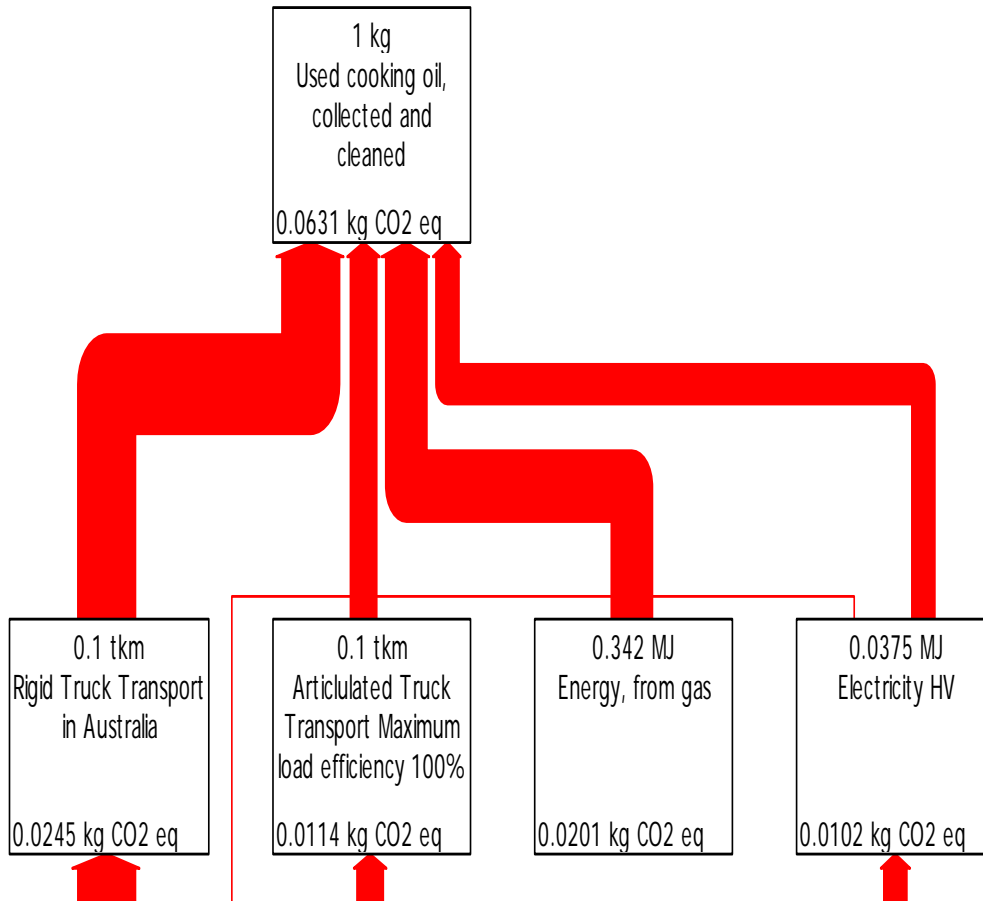 1 kg
Used cooking oil,
collected and
cleaned
0.0631 kg CO2 eq
0.1 tkm
Rigid Truck Transport
in Australia
0.0245 kg CO2 eq
0.1 tkm
Articlulated Truck
Transport Maximum
load efficiency 100%
0.0114 kg CO2 eq
0.342 MJ
Energy, from gas
0.0201 kg CO2 eq
0.0375 MJ
Electricity HV
0.0102 kg CO2 eq